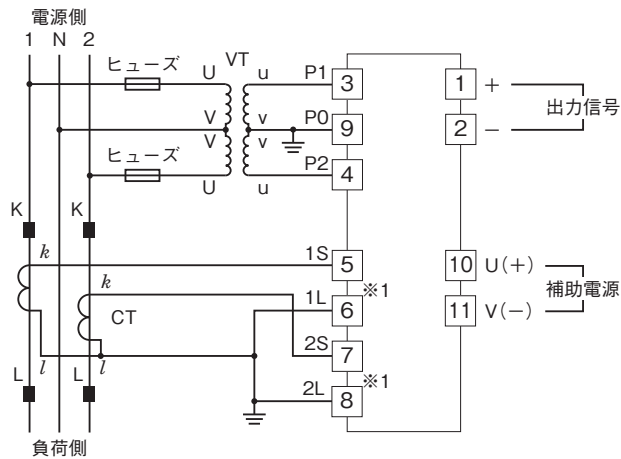 電源側
1 N 2
ヒューズ
VT
U u P1 3
1 +
出力信号
V v P0 9
2 −
V v
ヒューズ
P2 4
U u
K K
k 1S 5
10 U(+)
※1
補助電源
k 1L 6
11 V(−)
CT
2S 7
l l
※1
L L 2L 8
負荷側